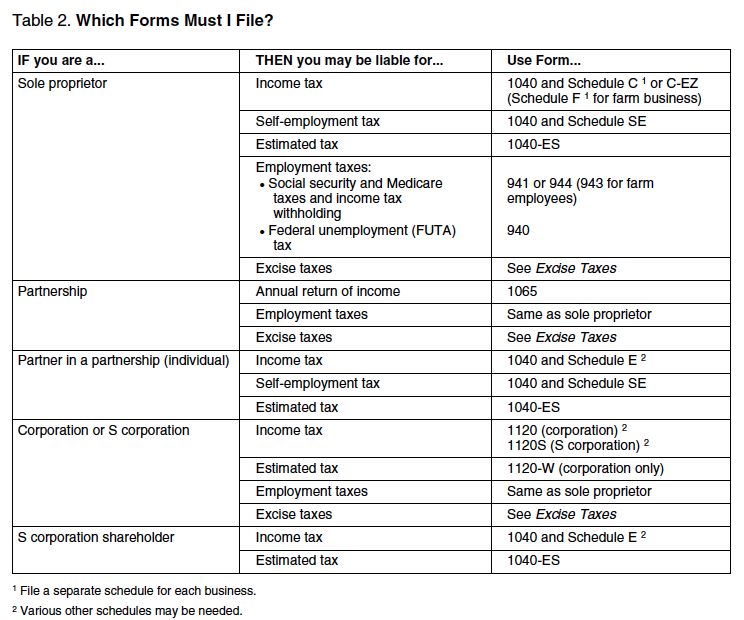 Table 2. Which Forms Must I File?
IF you are a... THEN you may be liable for... Use Form...
Sole proprietor Income tax 1040 and Schedule C ¹ or C-EZ
(Schedule F ¹ for farm business)
Self-employment tax 1040 and Schedule SE
Estimated tax 1040-ES
Employment taxes:
• Social security and Medicare 941 or 944 (943 for farm
taxes and income tax employees)
withholding
• Federal unemployment (FUTA) 940
tax
Excise taxes See Excise Taxes
Partnership Annual return of income 1065
Employment taxes Same as sole proprietor
Excise taxes See Excise Taxes
Partner in a partnership (individual) Income tax 1040 and Schedule E ²
Self-employment tax 1040 and Schedule SE
Estimated tax 1040-ES
Corporation or S corporation Income tax 1120 (corporation) ²
1120S (S corporation) ²
Estimated tax 1120-W (corporation only)
Employment taxes Same as sole proprietor
Excise taxes See Excise Taxes
S corporation shareholder Income tax 1040 and Schedule E ²
Estimated tax 1040-ES
¹ File a separate schedule for each business.
² Various other schedules may be needed.